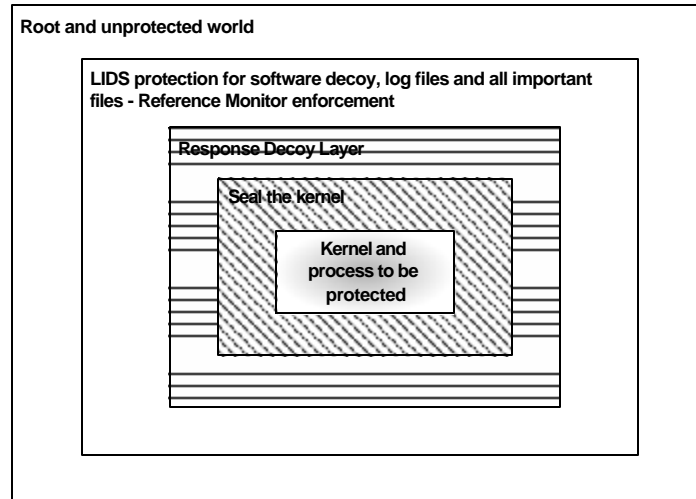 Root and unprotected world
LIDS protection for software decoy, log files and all important
files - Reference Monitor enforcement
Response Decoy Layer
Seal the kernel
Kernel and
process to be
protected